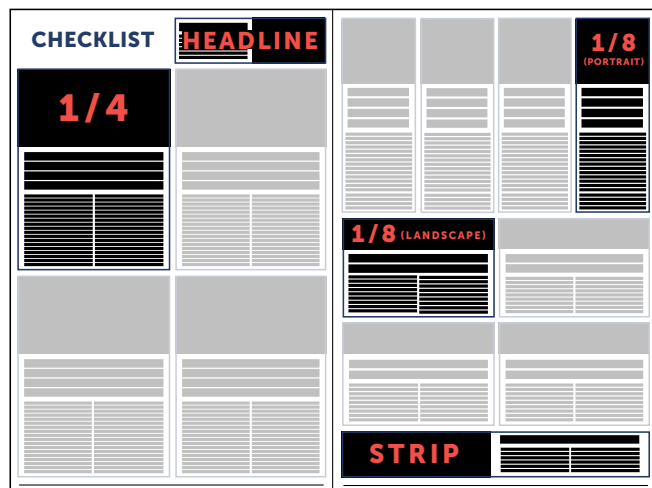 CHECKLIST
HEADLINE
1/4
1/8
(PORTRAIT)
1/8 (LANDSCAPE)
STRIP